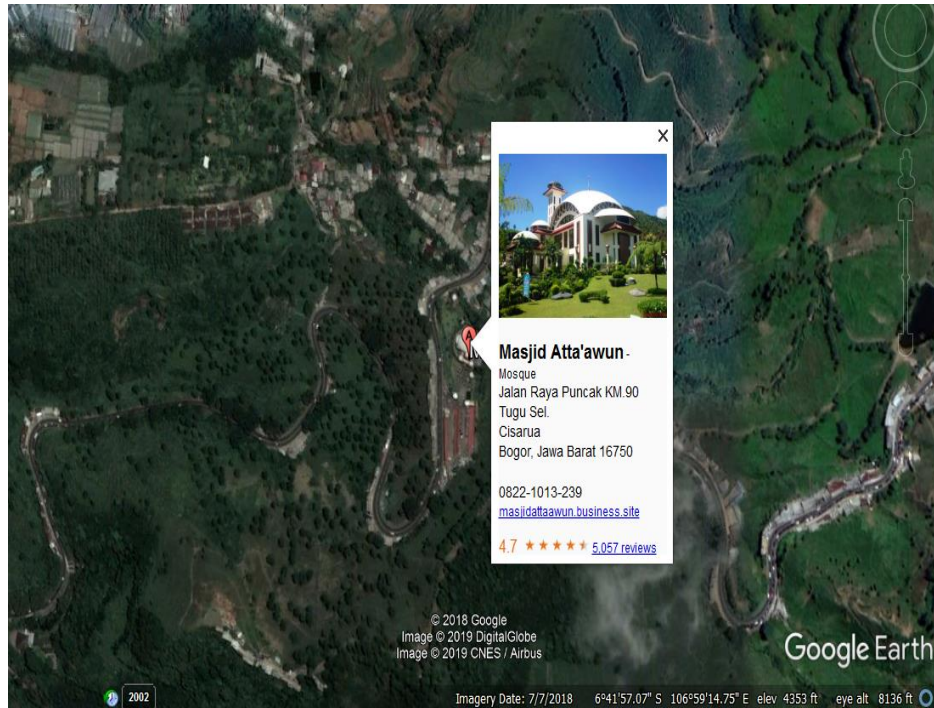 X
A
Masjid Atta'awun -
Mosque
Jalan Raya Puncak KM.90
Tugu Sel.
Cisarua
Bogor, Jawa Barat 16750
0822-1013-239
masjidattaawun.business.site
4.7 ★★★★★ 5,057 reviews
© 2018 Google
Image © 2019 DigitalGlobe
Image © 2019 CNES / Airbus
Google Earth
2002
Imagery Date: 7/7/2018 6°41'57.07" S 106°59'14.75" E elev 4353 ft eye alt 8136 ft